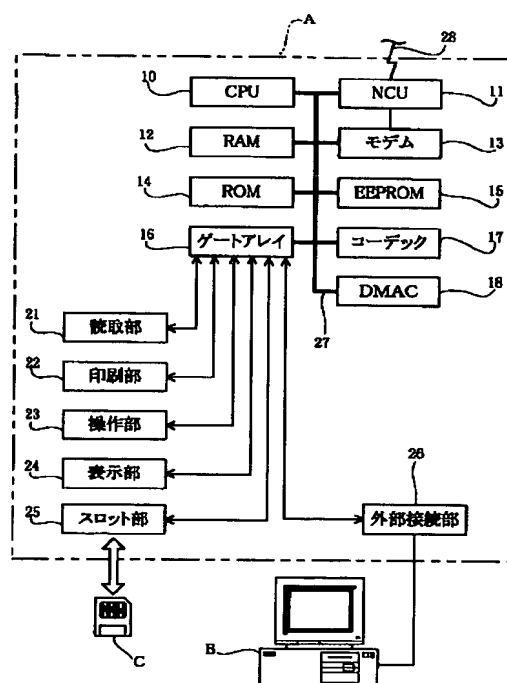 A
28
10
CPU
NCU
11
12
RAM
モデム
13
14
ROM
EEPROM
15
16
ゲートアレイ
コーデック
17
DMAC
18
27
21
読取部
22
印刷部
23
操作部
24
表示部
25
スロット部
26
外部接続部
C
B